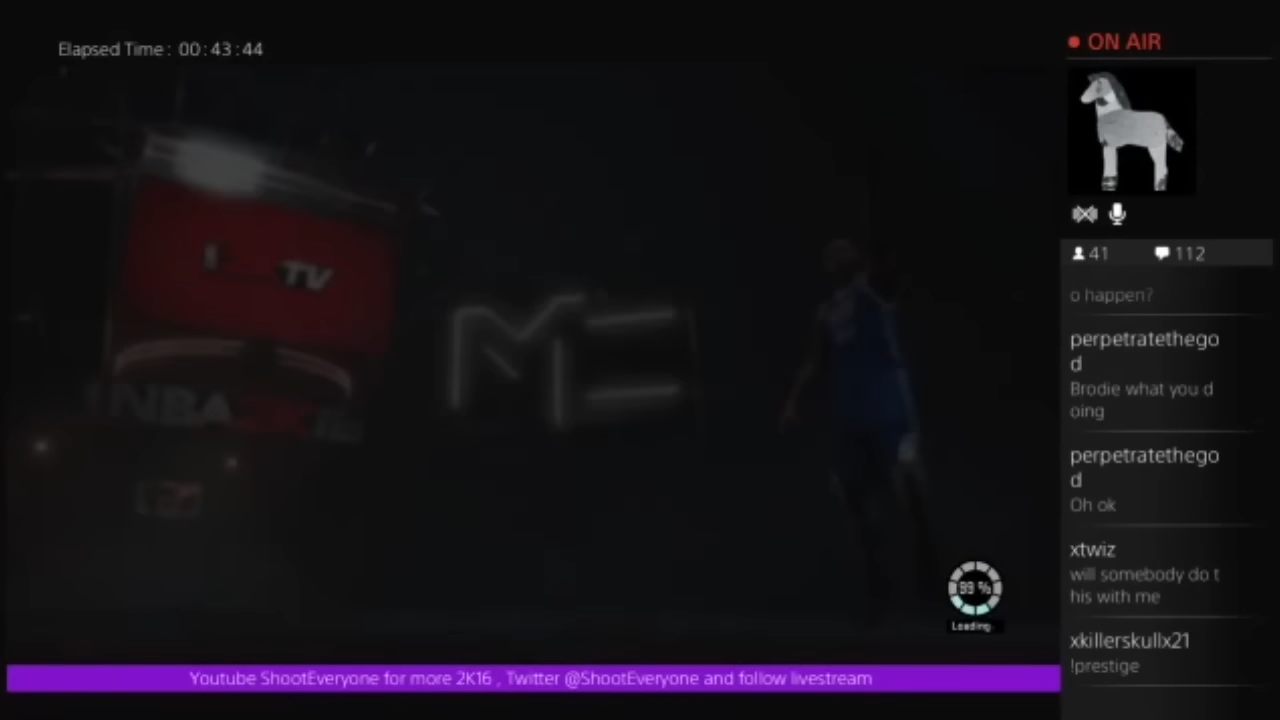 Elapsed Time: 00:43:44
ON AIR
41 112
o happen?
perpetratethego
d
Brodie what you d
oing
perpetratethego
d
Oh ok
xtwiz
will somebody do t
his with me
xkillerskullx21
!prestige
TV
NBA
ME
99 %
Loading
Youtube ShootEveryone for more 2K16 , Twitter @ShootEveryone and follow livestream